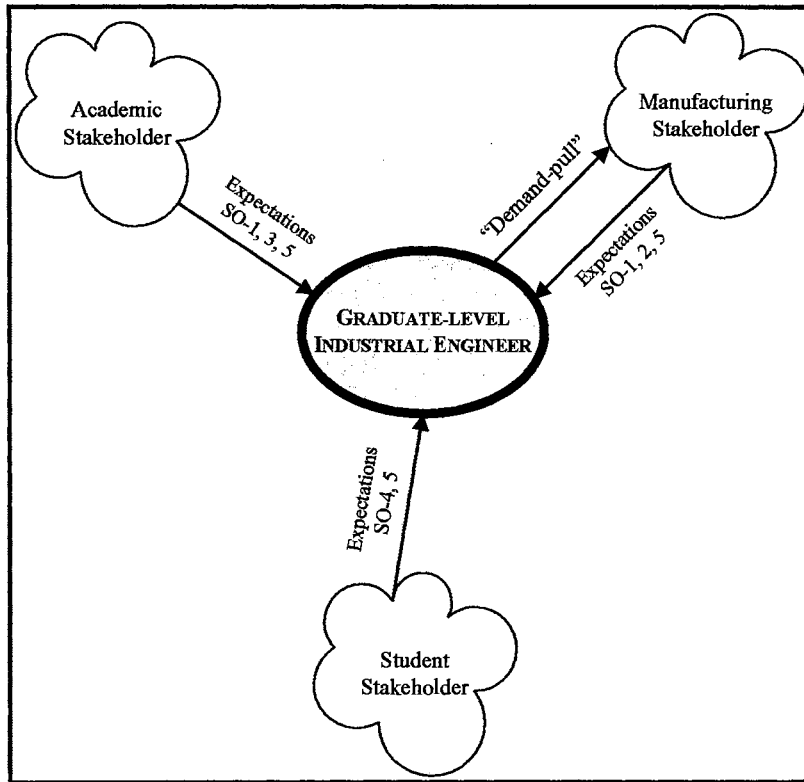 Academic
Stakeholder
Manufacturing
Stakeholder
Expectations
SO-1, 3, 5
“Demand-pull”
Expectations
SO-1, 2, 5
GRADUATE-LEVEL
INDUSTRIAL ENGINEER
Expectations
SO-4, 5
Student
Stakeholder